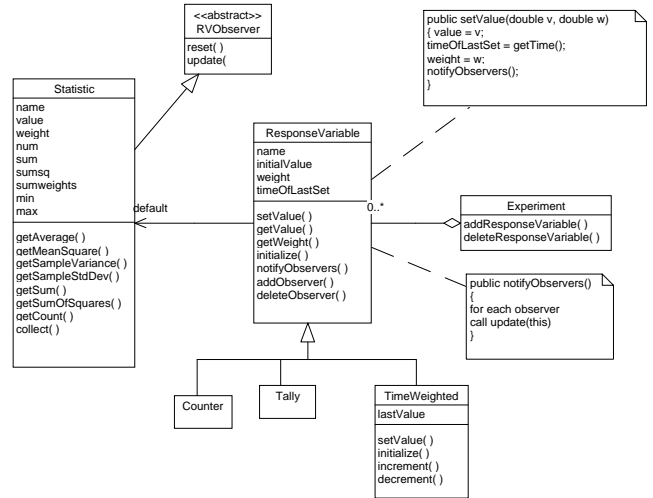 <<abstract>>
RVObserver
reset( )
update(
public setValue(double v, double w)
{ value = v;
timeOfLastSet = getTime();
weight = w;
notifyObservers();
}
Statistic
name
value
weight
num
sum
sumsq
sumweights
min
max
getAverage( )
getMeanSquare( )
getSampleVariance( )
getSampleStdDev( )
getSum( )
getSumOfSquares( )
getCount( )
collect( )
default
ResponseVariable
name
initialValue
weight
timeOfLastSet
setValue( )
getValue( )
getWeight( )
initialize( )
notifyObservers( )
addObserver( )
deleteObserver( )
0..*
Experiment
addResponseVariable( )
deleteResponseVariable( )
public notifyObservers()
{
for each observer
call update(this)
}
Counter
Tally
TimeWeighted
lastValue
setValue( )
initialize( )
increment( )
decrement( )